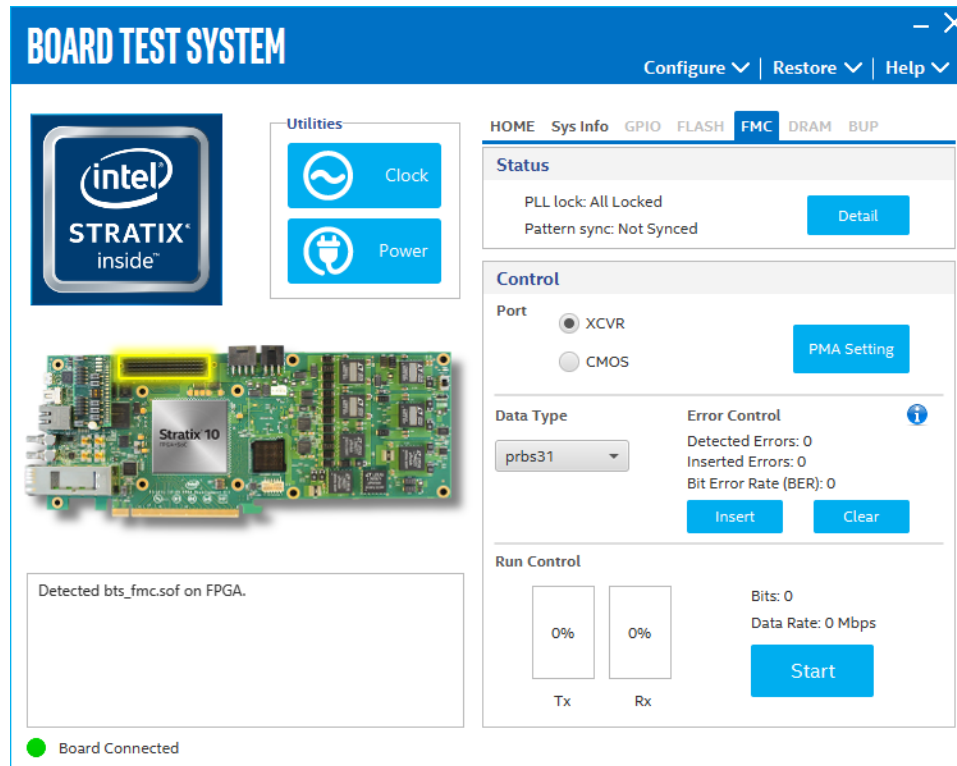 BOARD TEST SYSTEM
Configure | Restore | Help
intel
STRATIX
inside™
Utilities
Clock
Power
HOME Sys Info GPIO FLASH FMC DRAM BUP
Status
PLL lock: All Locked
Pattern sync: Not Synced
Detail
Control
Port
XCVR
CMOS
PMA Setting
Stratix 10
Data Type
prbs31
Error Control
Detected Errors: 0
Inserted Errors: 0
Bit Error Rate (BER): 0
Insert
Clear
Run Control
0%
0%
Tx
Rx
Bits: 0
Data Rate: 0 Mbps
Start
Detected bts_fmc.sof on FPGA.
Board Connected